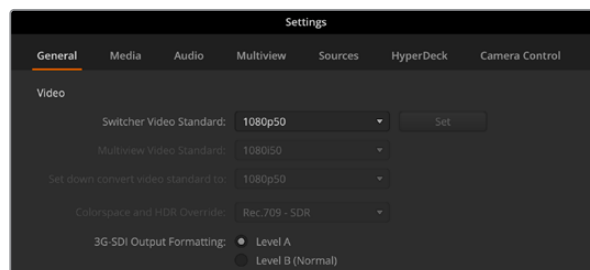 Settings
General Media Audio Multiview Sources HyperDeck Camera Control
Video
Switcher Video Standard: 1080p50 Set
Multiview Video Standard: 1080i50
Set down convert video standard to: 1080p50
Colorspace and HDR Override: Rec.709 - SDR
3G-SDI Output Formatting: Level A
Level B (Normal)